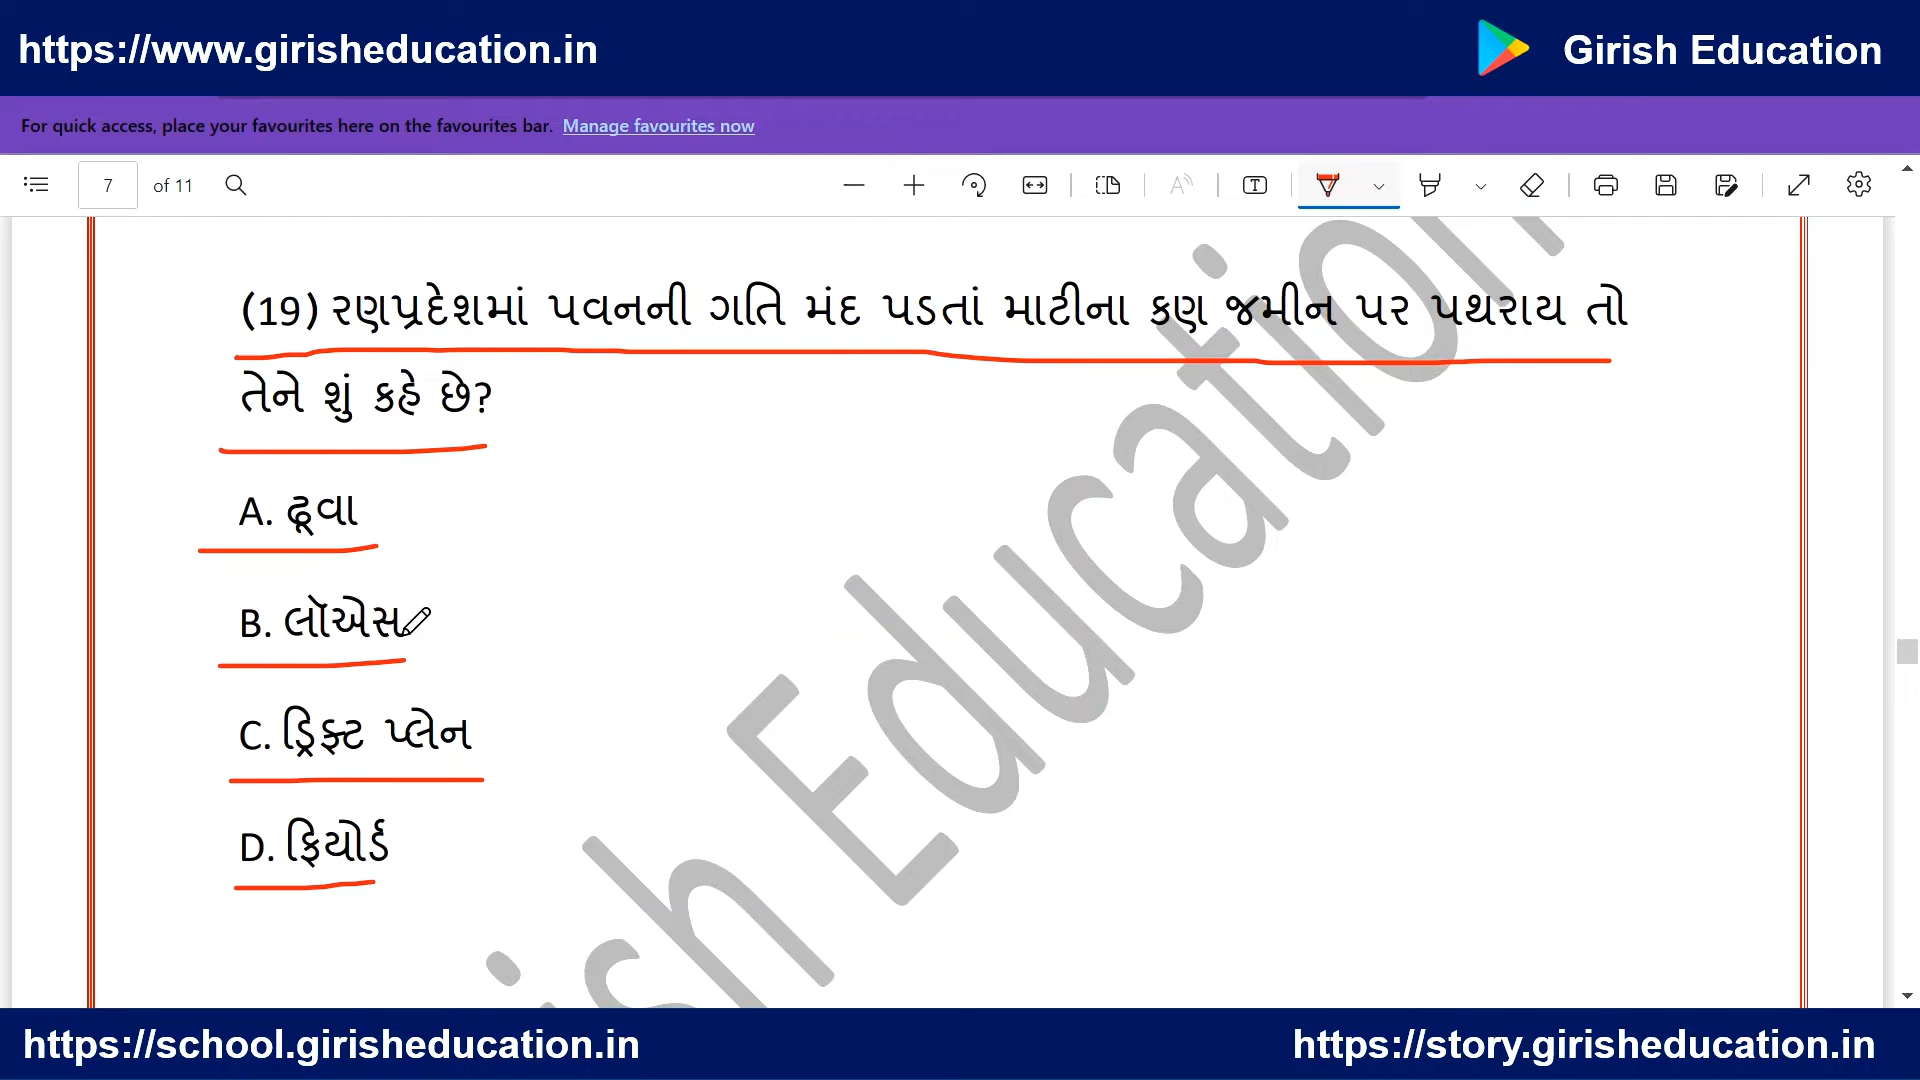 https://www.girisheducation.in
Girish Education
For quick access, place your favourites here on the favourites bar. Manage favourites now
7 of 11
(19) રણપ્રદેશમાં પવનની ગતિ મંદ પડતાં માટીના કણ જમીન પર પથરાય તો
તેને શું કહે છે?
A. ઢૂવા
B. લૉએસ
C. ડ્રિફ્ટ પ્લેન
D. ફિયોર્ડ
Girish Education
https://school.girisheducation.in
https://story.girisheducation.in